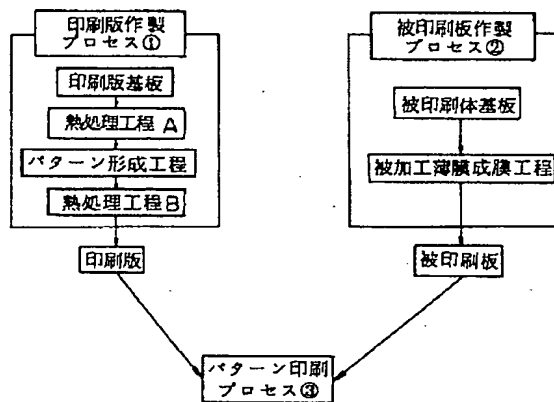 印刷版作製
プロセス①
印刷版基板
熱処理工程A
パターン形成工程
熱処理工程B
印刷版
被印刷板作製
プロセス②
被印刷体基板
被加工薄膜成膜工程
被印刷板
パターン印刷
プロセス③